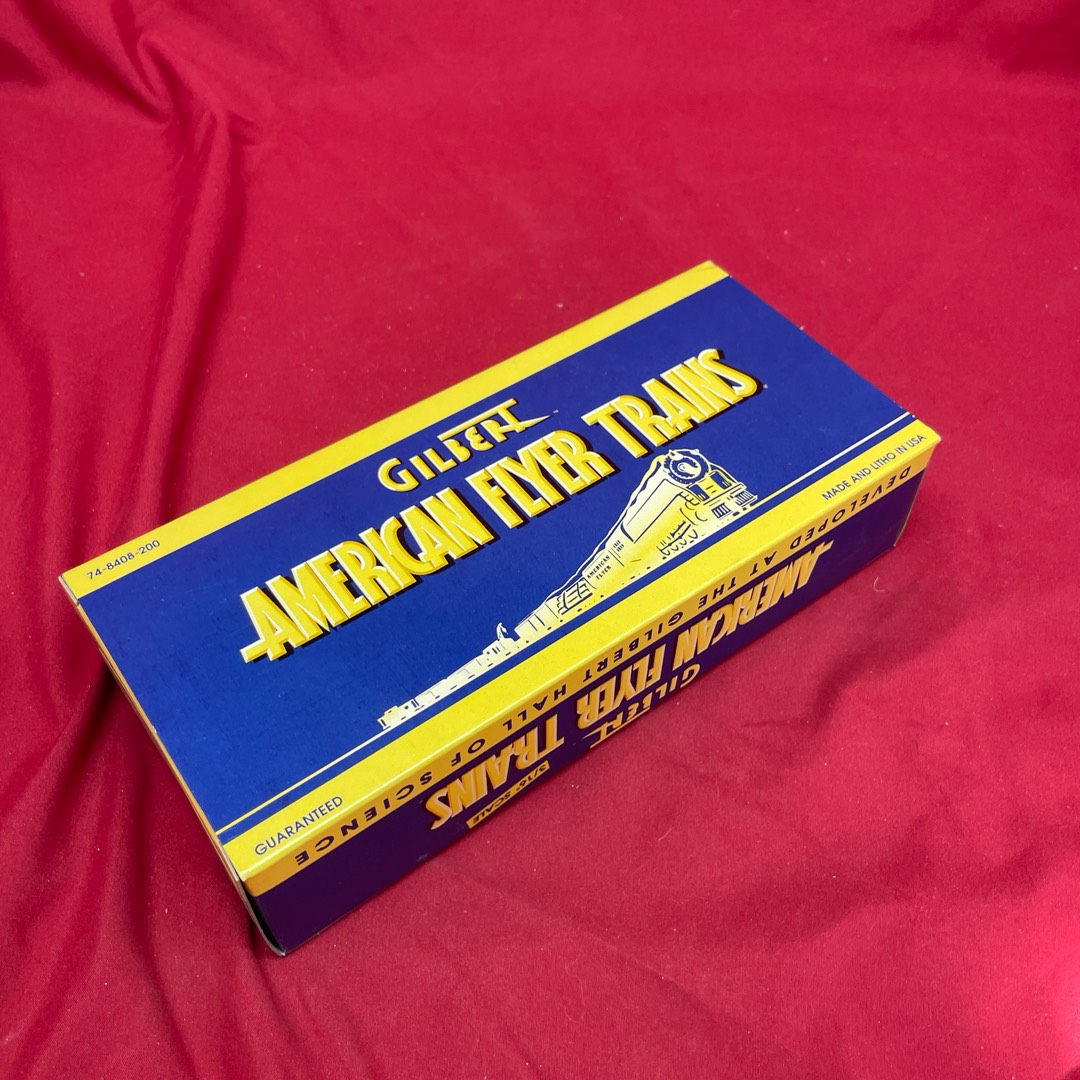 74-8408-200
GILBERT™
AMERICAN FLYER TRAINS
AMERICAN
FLYER
GUARANTEED
MADE AND LITHO. IN USA
DEVELOPED AT THE GILBERT HALL OF SCIENCE
GILBERT
AMERICAN FLYER TRAINS
3/16" SCALE